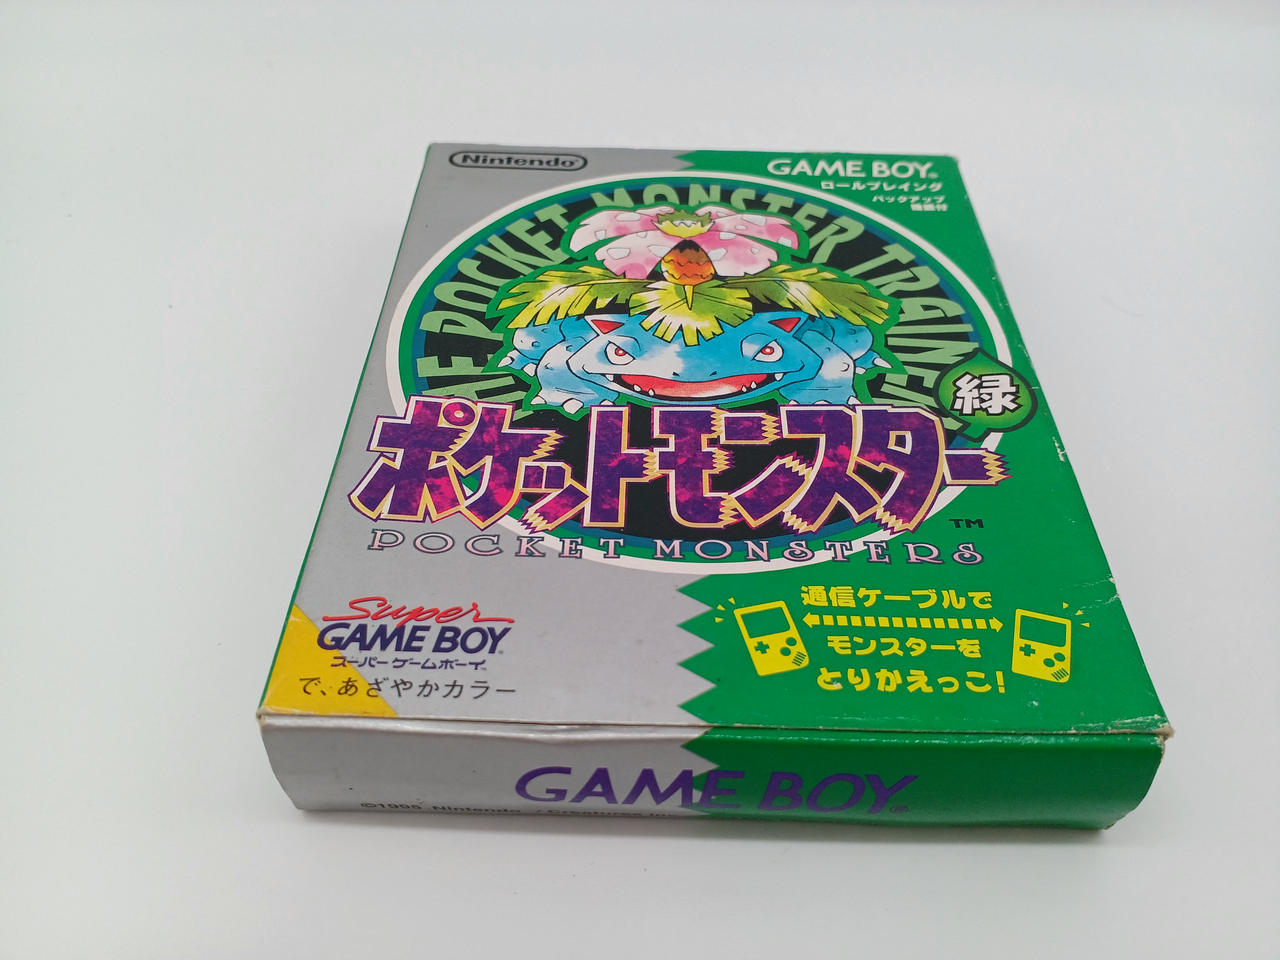 Nintendo
GAME BOY
ロールプレイング
バックアップ
機能付
THE POCKET MONSTER TRAINER
緑
ポケットモンスター
TM
POCKET MONSTERS
Super
GAME BOY
スーパーゲームボーイ
で、あざやかカラー
通信ケーブルで
モンスターを
とりかえっこ!
GAME BOY
©1995 Nintendo Creatures inc